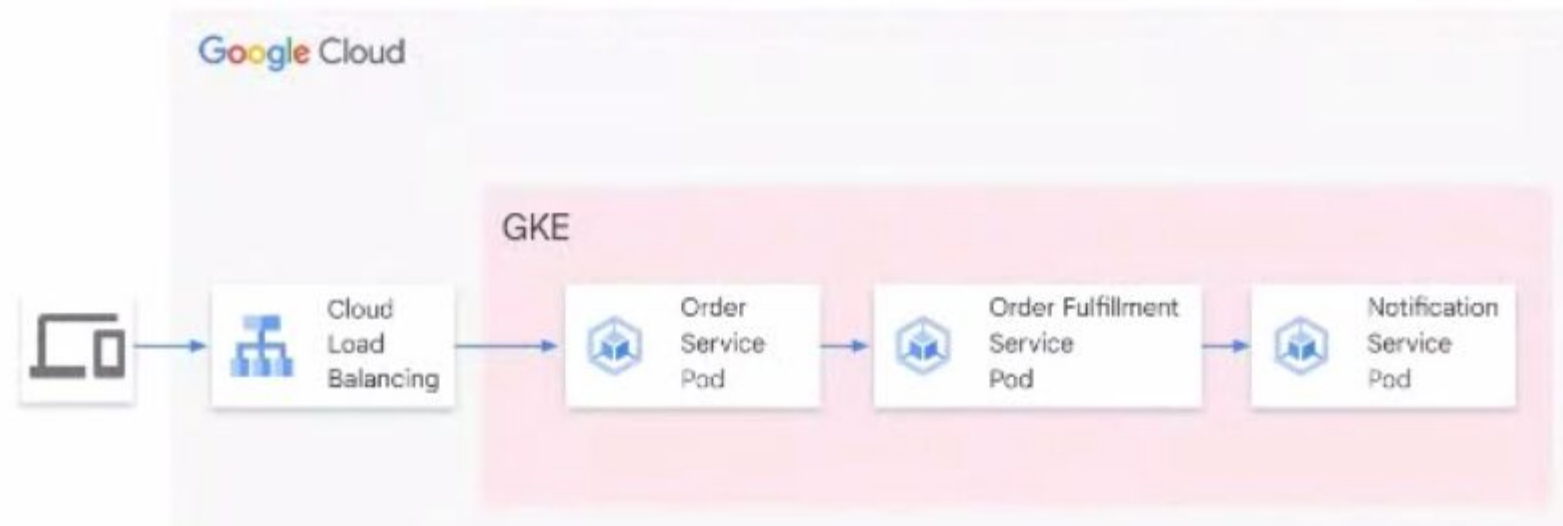 Google Cloud
GKE
Cloud
Load
Balancing
Order
Service
Pod
Order Fulfillment
Service
Pod
Notification
Service
Pod